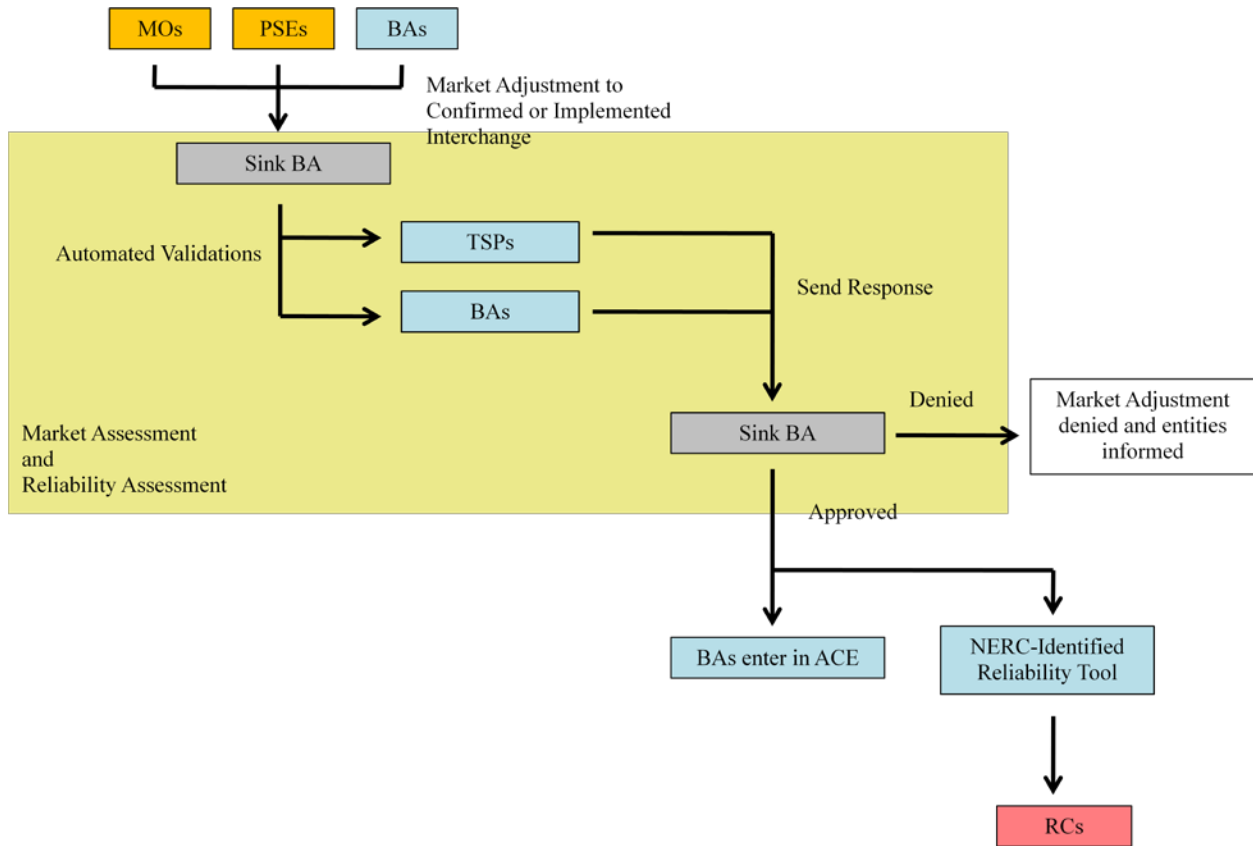 MOs
PSEs
BAs
Market Adjustment to
Confirmed or Implemented
Interchange
Sink BA
Automated Validations
TSPs
BAs
Send Response
Market Assessment
and
Reliability Assessment
Sink BA
Denied
Market Adjustment
denied and entities
informed
Approved
BAs enter in ACE
NERC-Identified
Reliability Tool
RCs